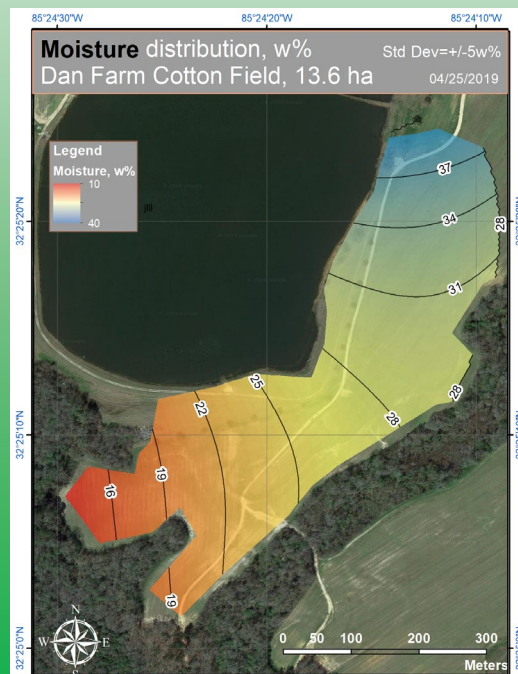 85°24'30"W
85°24'20"W
85°24'10"W
Moisture distribution, w%
Std Dev=+/-5w%
Dan Farm Cotton Field, 13.6 ha
04/25/2019
Legend
Moisture, w%
10
40
jlll
37
34
28
31
28
28
25
22
19
16
19
32°25'20"N
32°25'10"N
32°25'0"N
N
W
E
S
0 50 100 200 300
Meters